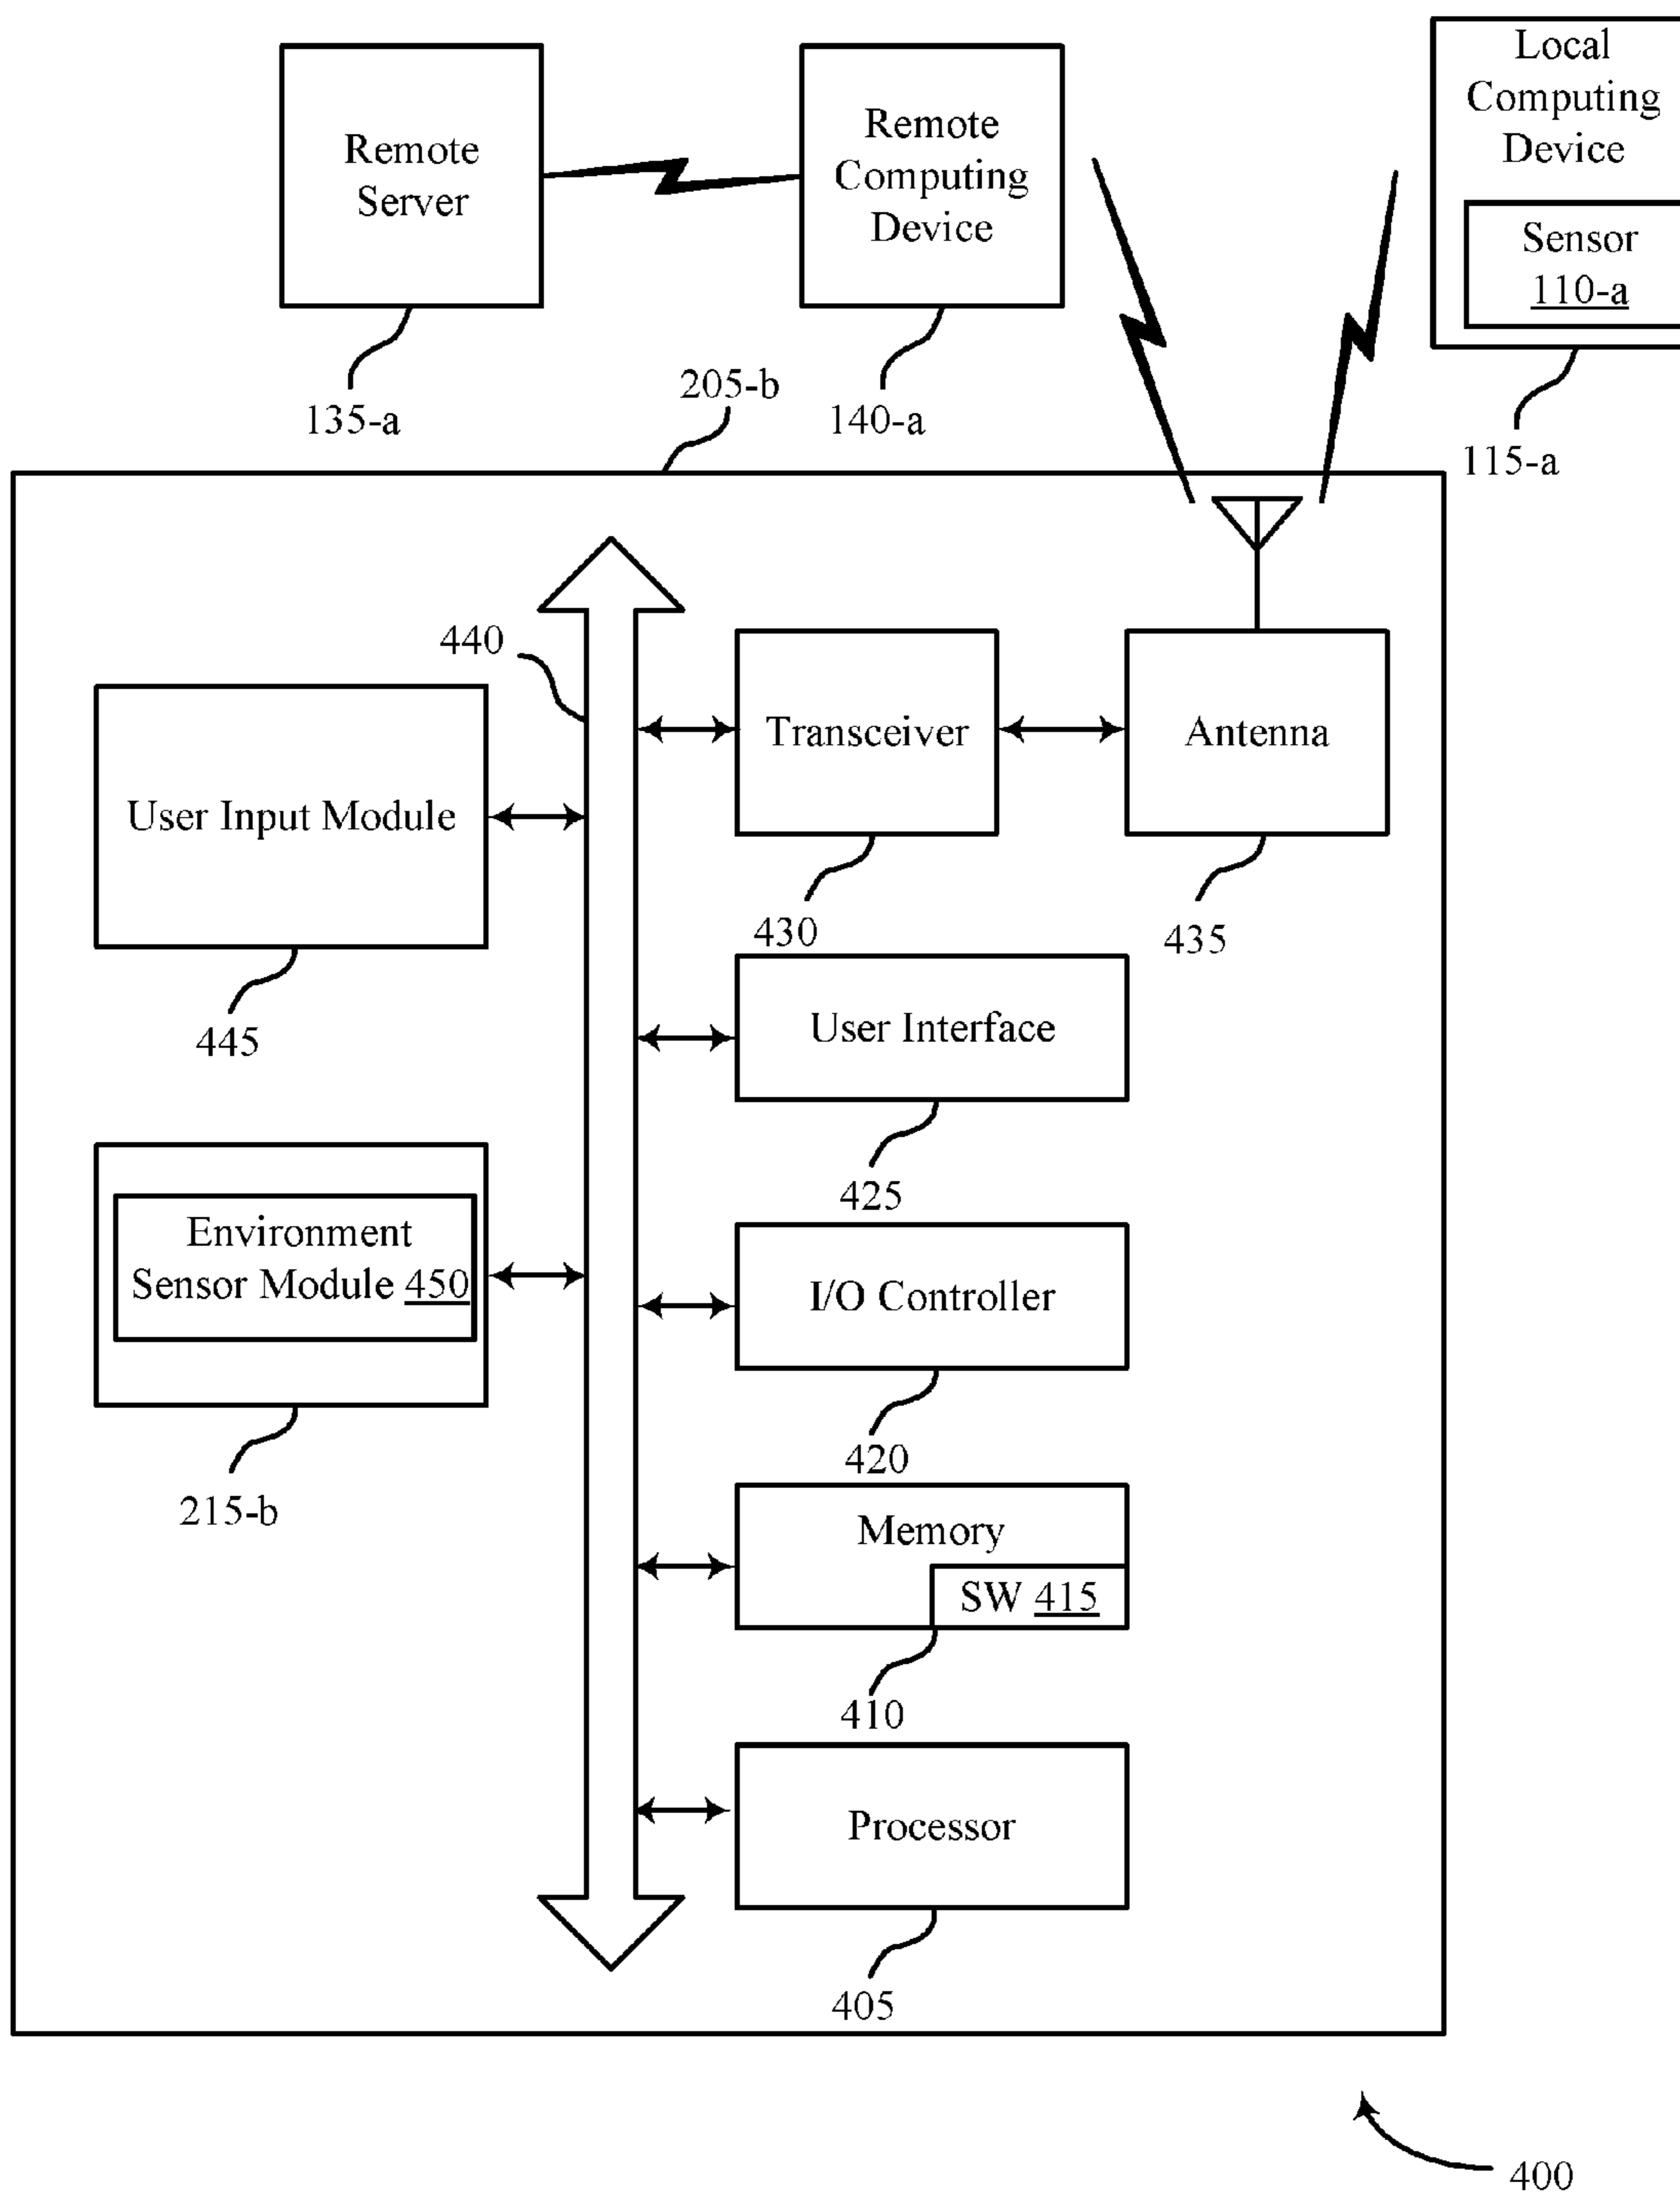 Remote
Server
135-a
Remote
Computing
Device
140-a
Local
Computing
Device
Sensor
110-a
115-a
205-b
440
User Input Module
445
Environment
Sensor Module 450
215-b
Transceiver
430
Antenna
435
User Interface
425
I/O Controller
420
Memory
SW 415
410
Processor
405
400